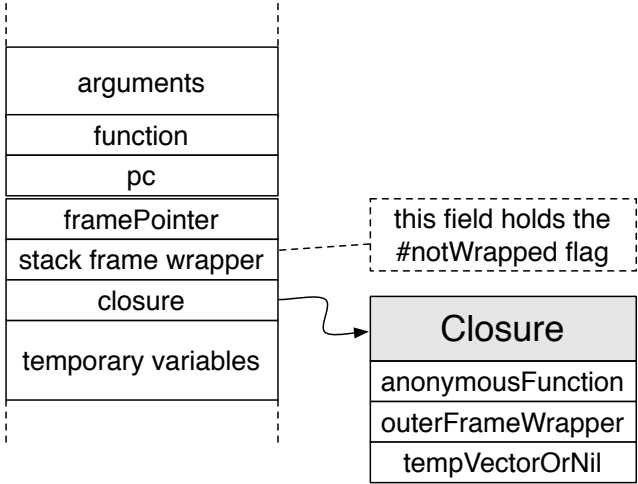 arguments
function
pc
framePointer
stack frame wrapper
closure
temporary variables
this field holds the
#notWrapped flag
Closure
anonymousFunction
outerFrameWrapper
tempVectorOrNil